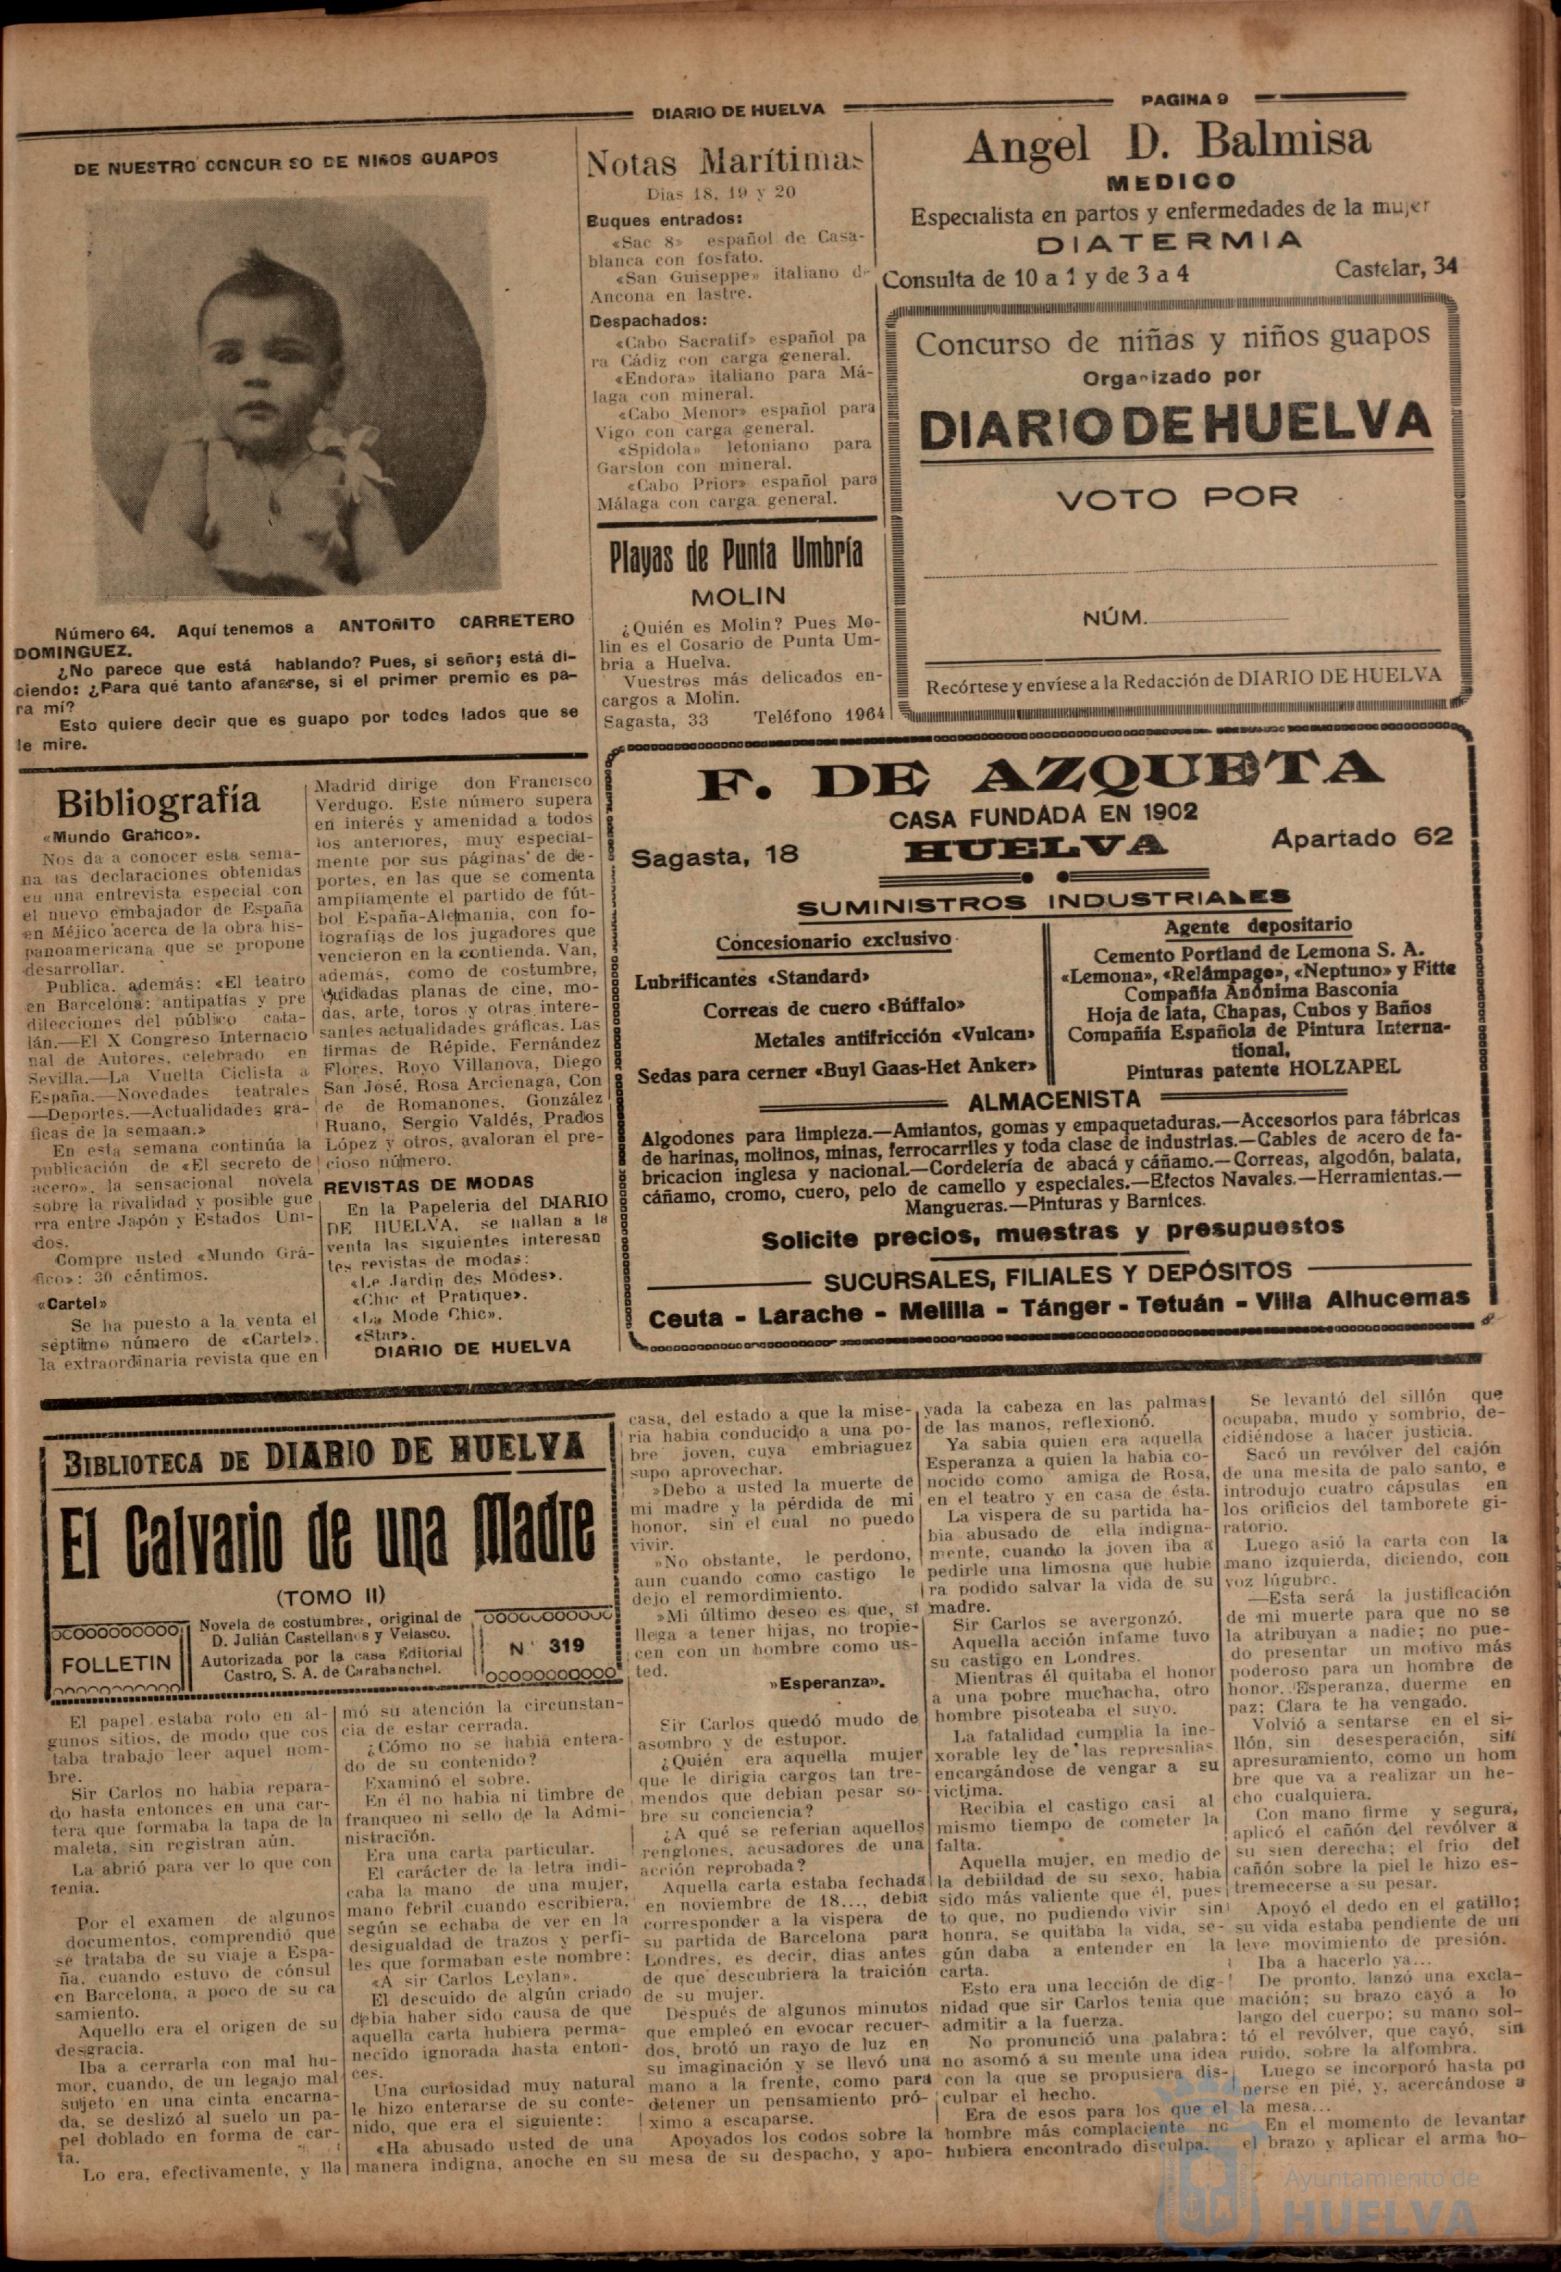 DIARIO DE HUELVA
PAGINA 9
DE NUESTRO CONCURSO DE NIÑOS GUAPOS
Número 64. Aquí tenemos a ANTOÑITO CARRETERO
DOMINGUEZ.
¿No parece que está hablando? Pues, si señor; está di-
ciendo: ¿Para qué tanto afanarse, si el primer premio es pa-
ra mí?
Esto quiere decir que es guapo por todos lados que se
le mire.
Notas Marítimas
Dias 18, 19 y 20
Buques entrados:
«Sac 8» español de Casa-
blanca con fosfato.
«San Guiseppe» italiano de
Ancona en lastre.
Despachados:
«Cabo Sacratif» español pa
ra Cádiz con carga general.
«Endora» italiano para Má-
laga con mineral.
«Cabo Menor» español para
Vigo con carga general.
«Spidola» letoniano para
Garston con mineral.
«Cabo Prior» español para
Málaga con carga general.
Playas de Punta Umbría
MOLIN
¿Quién es Molin? Pues Mo-
lin es el Cosario de Punta Um-
bria a Huelva.
Vuestros más delicados en-
cargos a Molin.
Sagasta, 33 Teléfono 1964
Angel D. Balmisa
MEDICO
Especialista en partos y enfermedades de la mujer
DIATERMIA
Consulta de 10 a 1 y de 3 a 4 Castelar, 34
Concurso de niñas y niños guapos
Organizado por
DIARIO DE HUELVA
VOTO POR
NÚM.
Recórtese y envíese a la Redacción de DIARIO DE HUELVA
Bibliografía
«Mundo Grafico».
Nos da a conocer esta sema-
na las declaraciones obtenidas
en una entrevista especial con
el nuevo embajador de España
en Méjico acerca de la obra his-
panoamericana que se propone
desarrollar.
Publica, además: «El teatro
en Barcelona: antipatías y pre
dilecciones del público cata-
lán.—El X Congreso Internacio
nal de Autores, celebrado en
Sevilla.—La Vuelta Ciclista a
España.—Novedades teatrales
—Deportes.—Actualidades grá-
ficas de la semaan.»
En esta semana continúa la
publicación de «El secreto de
acero», la sensacional novela
sobre la rivalidad y posible gue
rra entre Japón y Estados Uni-
dos.
Compre usted «Mundo Grá-
fico»: 30 céntimos.
«Cartel»
Se ha puesto a la venta el
séptimo número de «Cartel».
la extraordinaria revista que en
Madrid dirige don Francisco
Verdugo. Este número supera
en interés y amenidad a todos
los anteriores, muy especial-
mente por sus páginas de de-
portes, en las que se comenta
ampliamente el partido de fút-
bol España-Alemania, con fo-
tografías de los jugadores que
vencieron en la contienda. Van,
además, como de costumbre,
cuidadas planas de cine, mo-
das, arte, toros y otras intere-
santes actualidades gráficas. Las
firmas de Répide, Fernández
Flores, Royo Villanova, Diego
San José, Rosa Arcienaga, Con
de de Romanones, González
Ruano, Sergio Valdés, Prados
López y otros, avaloran el pre-
cioso número.
REVISTAS DE MODAS
En la Papeleria del DIARIO
DE HUELVA, se hallan a la
venta las siguientes interesan
tes revistas de modas:
«Le Jardin des Modes».
«Chic et Pratique».
«La Mode Chic».
«Star».
DIARIO DE HUELVA
F. DE AZQUETA
CASA FUNDADA EN 1902
Sagasta, 18 HUELVA Apartado 62
SUMINISTROS INDUSTRIALES
Concesionario exclusivo
Lubrificantes «Standard»
Correas de cuero «Búffalo»
Metales antifricción «Vulcan»
Sedas para cerner «Buyl Gaas-Het Anker»
Agente depositario
Cemento Portland de Lemona S. A.
«Lemona», «Relámpago», «Neptuno» y Fitte
Compañía Anónima Basconia
Hoja de lata, Chapas, Cubos y Baños
Compañía Española de Pintura Interna-
tional,
Pinturas patente HOLZAPEL
ALMACENISTA
Algodones para limpieza.—Amiantos, gomas y empaquetaduras.—Accesorios para fábricas
de harinas, molinos, minas, ferrocarriles y toda clase de industrias.—Cables de acero de fa-
bricacion inglesa y nacional.—Cordelería de abacá y cáñamo.—Correas, algodón, balata,
cáñamo, cromo, cuero, pelo de camello y especiales.—Efectos Navales.—Herramientas.—
Mangueras.—Pinturas y Barnices.
Solicite precios, muestras y presupuestos
SUCURSALES, FILIALES Y DEPÓSITOS
Ceuta - Larache - Melilla - Tánger - Tetuán - Villa Alhucemas
BIBLIOTECA DE DIARIO DE HUELVA
El Calvario de una Madre
(TOMO II)
FOLLETIN
Novela de costumbres, original de
D. Julián Castellanos y Velasco.
Autorizada por la casa Editorial
Castro, S. A. de Carabanchel.
N° 319
El papel estaba roto en al-
gunos sitios, de modo que cos
taba trabajo leer aquel nom-
bre.
Sir Carlos no habia repara-
do hasta entonces en una car-
tera que formaba la tapa de la
maleta, sin registran aún.
La abrió para ver lo que con
tenia.
Por el examen de algunos
documentos, comprendió que
se trataba de su viaje a Espa-
ña, cuando estuvo de cónsul
en Barcelona, a poco de su ca
samiento.
Aquello era el origen de su
desgracia.
Iba a cerrarla con mal hu-
mor, cuando, de un legajo mal
sujeto en una cinta encarna-
da, se deslizó al suelo un pa-
pel doblado en forma de car-
ta.
Lo era, efectivamente, y lla
mó su atención la circunstan-
cia de estar cerrada.
¿Cómo no se habia entera-
do de su contenido?
Examinó el sobre.
En él no habia ni timbre de
franqueo ni sello de la Admi-
nistración.
Era una carta particular.
El carácter de la letra indi-
caba la mano de una mujer,
mano febril cuando escribiera,
según se echaba de ver en la
desigualdad de trazos y perfi-
les que formaban este nombre:
«A sir Carlos Leylan».
El descuido de algún criado
debia haber sido causa de que
aquella carta hubiera perma-
necido ignorada hasta enton-
ces.
Una curiosidad muy natural
le hizo enterarse de su conte-
nido, que era el siguiente:
«Ha abusado usted de una
manera indigna, anoche en su
casa, del estado a que la mise-
ria habia conducido a una po-
bre joven, cuya embriaguez
supo aprovechar.
»Debo a usted la muerte de
mi madre y la pérdida de mi
honor, sin el cual no puedo
vivir.
»No obstante, le perdono,
aun cuando como castigo le
dejo el remordimiento.
»Mi último deseo es que, si
llega a tener hijas, no tropie-
cen con un hombre como us-
ted.
»Esperanza».
Sir Carlos quedó mudo de
asombro y de estupor.
¿Quién era aquella mujer
que le dirigia cargos tan tre-
mendos que debian pesar so-
bre su conciencia?
¿A qué se referian aquellos
renglones, acusadores de una
acción reprobada?
Aquella carta estaba fechada
en noviembre de 18..., debia
corresponder a la vispera de
su partida de Barcelona para
Londres, es decir, dias antes
de que descubriera la traición
de su mujer.
Después de algunos minutos
que empleó en evocar recuer-
dos, brotó un rayo de luz en
su imaginación y se llevó una
mano a la frente, como para
detener un pensamiento pró-
ximo a escaparse.
Apoyados los codos sobre la
mesa de su despacho, y apo-
yada la cabeza en las palmas
de las manos, reflexionó.
Ya sabia quien era aquella
Esperanza a quien la habia co-
nocido como amiga de Rosa,
en el teatro y en casa de ésta.
La vispera de su partida ha-
bia abusado de ella indigna-
mente, cuando la joven iba a
pedirle una limosna que hubie
ra podido salvar la vida de su
madre.
Sir Carlos se avergonzó.
Aquella acción infame tuvo
su castigo en Londres.
Mientras él quitaba el honor
a una pobre muchacha, otro
hombre pisoteaba el suyo.
La fatalidad cumplia la ine-
xorable ley de las represalias
encargándose de vengar a su
victima.
Recibia el castigo casi al
mismo tiempo de cometer la
falta.
Aquella mujer, en medio de
la debiildad de su sexo, habia
sido más valiente que él, pues
to que, no pudiendo vivir sin
honra, se quitaba la vida, se-
gún daba a entender en la
carta.
Esto era una lección de dig-
nidad que sir Carlos tenia que
admitir a la fuerza.
No pronunció una palabra;
no asomó a su mente una idea
con la que se propusiera dis-
culpar el hecho.
Era de esos para los que el
hombre más complaciente no
hubiera encontrado disculpa.
Se levantó del sillón que
ocupaba, mudo y sombrio, de-
cidiéndose a hacer justicia.
Sacó un revólver del cajón
de una mesita de palo santo, e
introdujo cuatro cápsulas en
los orificios del tamborete gi-
ratorio.
Luego asió la carta con la
mano izquierda, diciendo, con
voz lúgubre.
—Esta será la justificación
de mi muerte para que no se
la atribuyan a nadie; no pue-
do presentar un motivo más
poderoso para un hombre de
honor. Esperanza, duerme en
paz; Clara te ha vengado.
Volvió a sentarse en el si-
llón, sin desesperación, sin
apresuramiento, como un hom
bre que va a realizar un he-
cho cualquiera.
Con mano firme y segura,
aplicó el cañón del revólver a
su sien derecha; el frio del
cañón sobre la piel le hizo es-
tremecerse a su pesar.
Apoyó el dedo en el gatillo;
su vida estaba pendiente de un
leve movimiento de presión.
Iba a hacerlo ya...
De pronto, lanzó una excla-
mación; su brazo cayó a lo
largo del cuerpo; su mano sol-
tó el revólver, que cayó, sin
ruido, sobre la alfombra.
Luego se incorporó hasta po
nerse en pié, y, acercándose a
la mesa...
En el momento de levantar
el brazo y aplicar el arma ho-
Ayuntamiento de
HUELVA